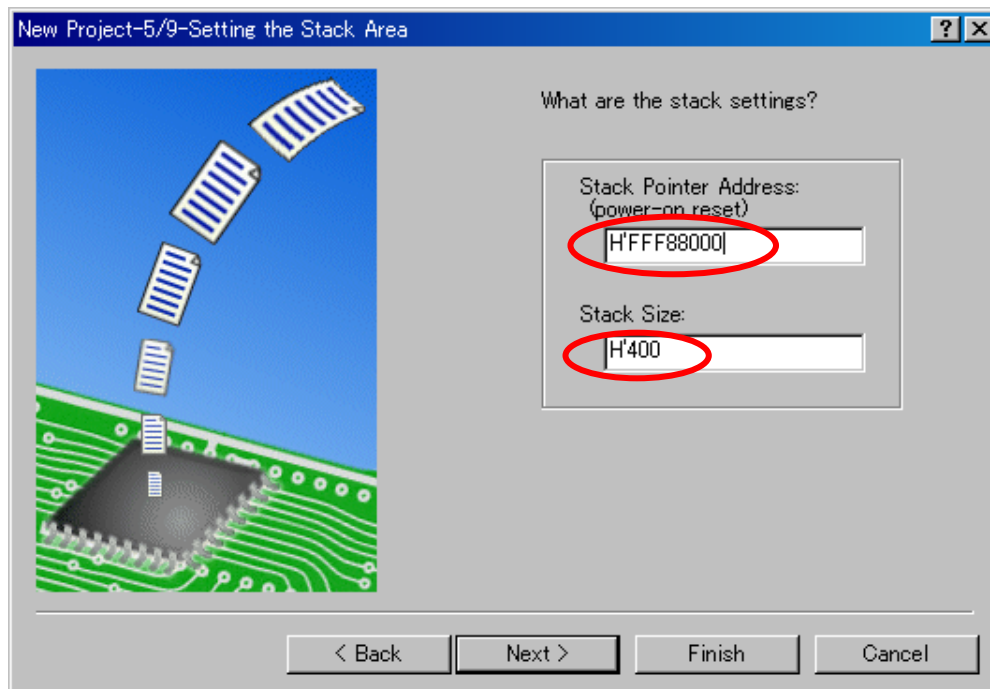 New Project-5/9-Setting the Stack Area
What are the stack settings?
Stack Pointer Address:
(power-on reset)
H'FFF88000
Stack Size:
H'400
< Back
Next >
Finish
Cancel